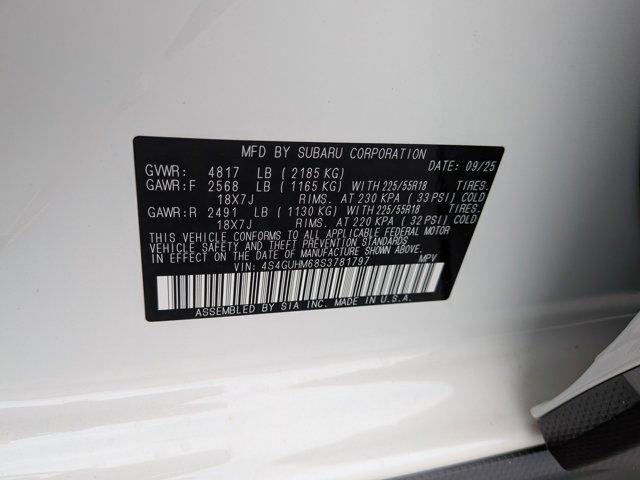 MFD BY SUBARU CORPORATION
GVWR: 4817 LB ( 2185 KG) DATE: 09/25
GAWR:F 2568 LB ( 1165 KG) WITH 225/55R18 TIRES.
18X7J RIMS. AT 230 KPA ( 33 PSI) COLD
GAWR:R 2491 LB ( 1130 KG) WITH 225/55R18 TIRES.
18X7J RIMS. AT 220 KPA ( 32 PSI) COLD
THIS VEHICLE CONFORMS TO ALL APPLICABLE FEDERAL MOTOR
VEHICLE SAFETY, BUMPER, AND THEFT PREVENTION STANDARDS
IN EFFECT ON THE DATE OF MANUFACTURE SHOWN ABOVE.
VIN: 4S4GUHM68S3781797 MPV
ASSEMBLED BY SIA INC. MADE IN U.S.A.